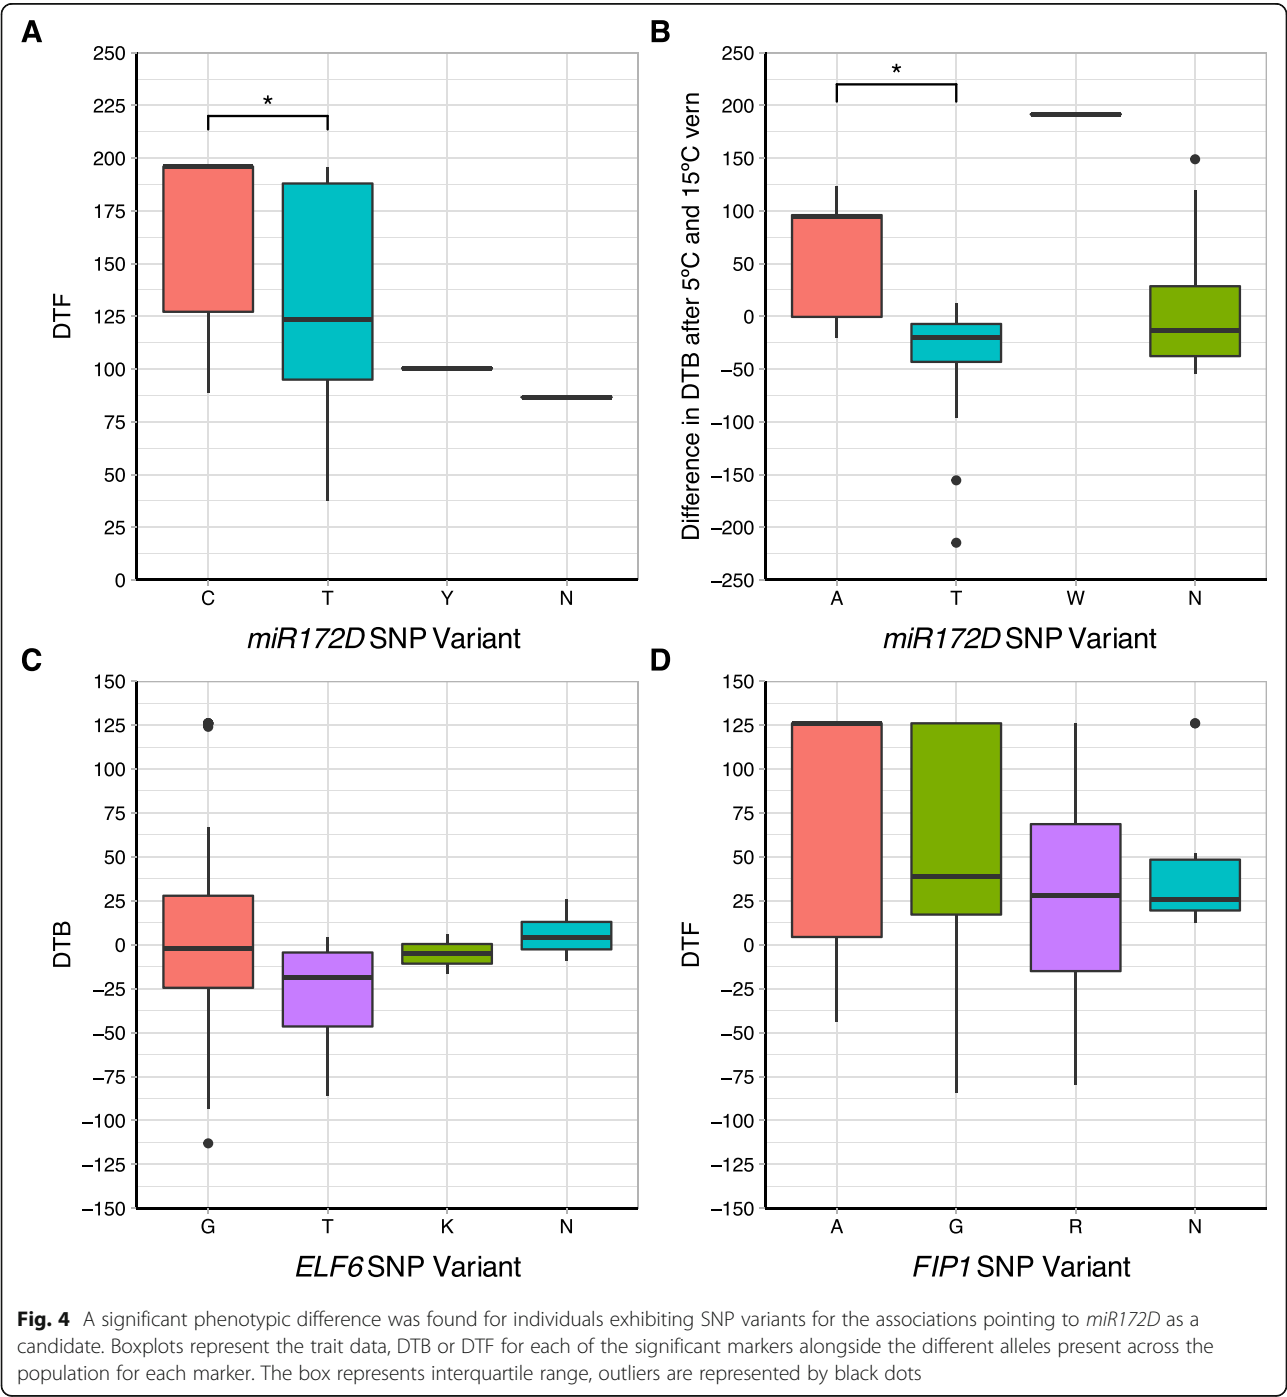 A
250
225
200
175
150
125
100
75
50
25
0
DTF
*
C T Y N
miR172D SNP Variant
B
250
200
150
100
50
0
−50
−100
−150
−200
−250
Difference in DTB after 5ºC and 15ºC vern
*
A T W N
miR172D SNP Variant
C
150
125
100
75
50
25
0
−25
−50
−75
−100
−125
−150
DTB
G T K N
ELF6 SNP Variant
D
150
125
100
75
50
25
0
−25
−50
−75
−100
−125
−150
DTF
A G R N
FIP1 SNP Variant
Fig. 4 A significant phenotypic difference was found for individuals exhibiting SNP variants for the associations pointing to miR172D as a
candidate. Boxplots represent the trait data, DTB or DTF for each of the significant markers alongside the different alleles present across the
population for each marker. The box represents interquartile range, outliers are represented by black dots